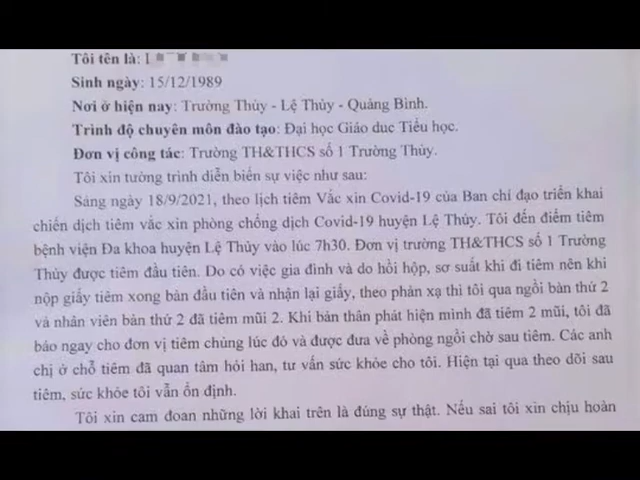 Tôi tên là:
Sinh ngày: 15/12/1989
Nơi ở hiện nay: Trường Thủy - Lệ Thủy - Quảng Bình.
Trình độ chuyên môn đào tạo: Đại học Giáo dục Tiểu học.
Đơn vị công tác: Trường TH&THCS số 1 Trường Thủy.
Tôi xin tường trình diễn biến sự việc như sau:
Sáng ngày 18/9/2021, theo lịch tiêm Vắc xin Covid-19 của Ban chỉ đạo triển khai
chiến dịch tiêm vắc xin phòng chống dịch Covid-19 huyện Lệ Thủy. Tôi đến điểm tiêm
bệnh viện Đa khoa huyện Lệ Thủy vào lúc 7h30. Đơn vị trường TH&THCS số 1 Trường
Thủy được tiêm đầu tiên. Do có việc gia đình và do hồi hộp, sơ suất khi đi tiêm nên khi
nộp giấy tiêm xong bàn đầu tiên và nhận lại giấy, theo phản xạ thì tôi qua ngồi bàn thứ 2
và nhân viên bàn thứ 2 đã tiêm mũi 2. Khi bản thân phát hiện mình đã tiêm 2 mũi, tôi đã
báo ngay cho đơn vị tiêm chủng lúc đó và được đưa về phòng ngồi chờ sau tiêm. Các anh
chị ở chỗ tiêm đã quan tâm hỏi han, tư vấn sức khỏe cho tôi. Hiện tại qua theo dõi sau
tiêm, sức khỏe tôi vẫn ổn định.
Tôi xin cam đoan những lời khai trên là đúng sự thật. Nếu sai tôi xin chịu hoàn